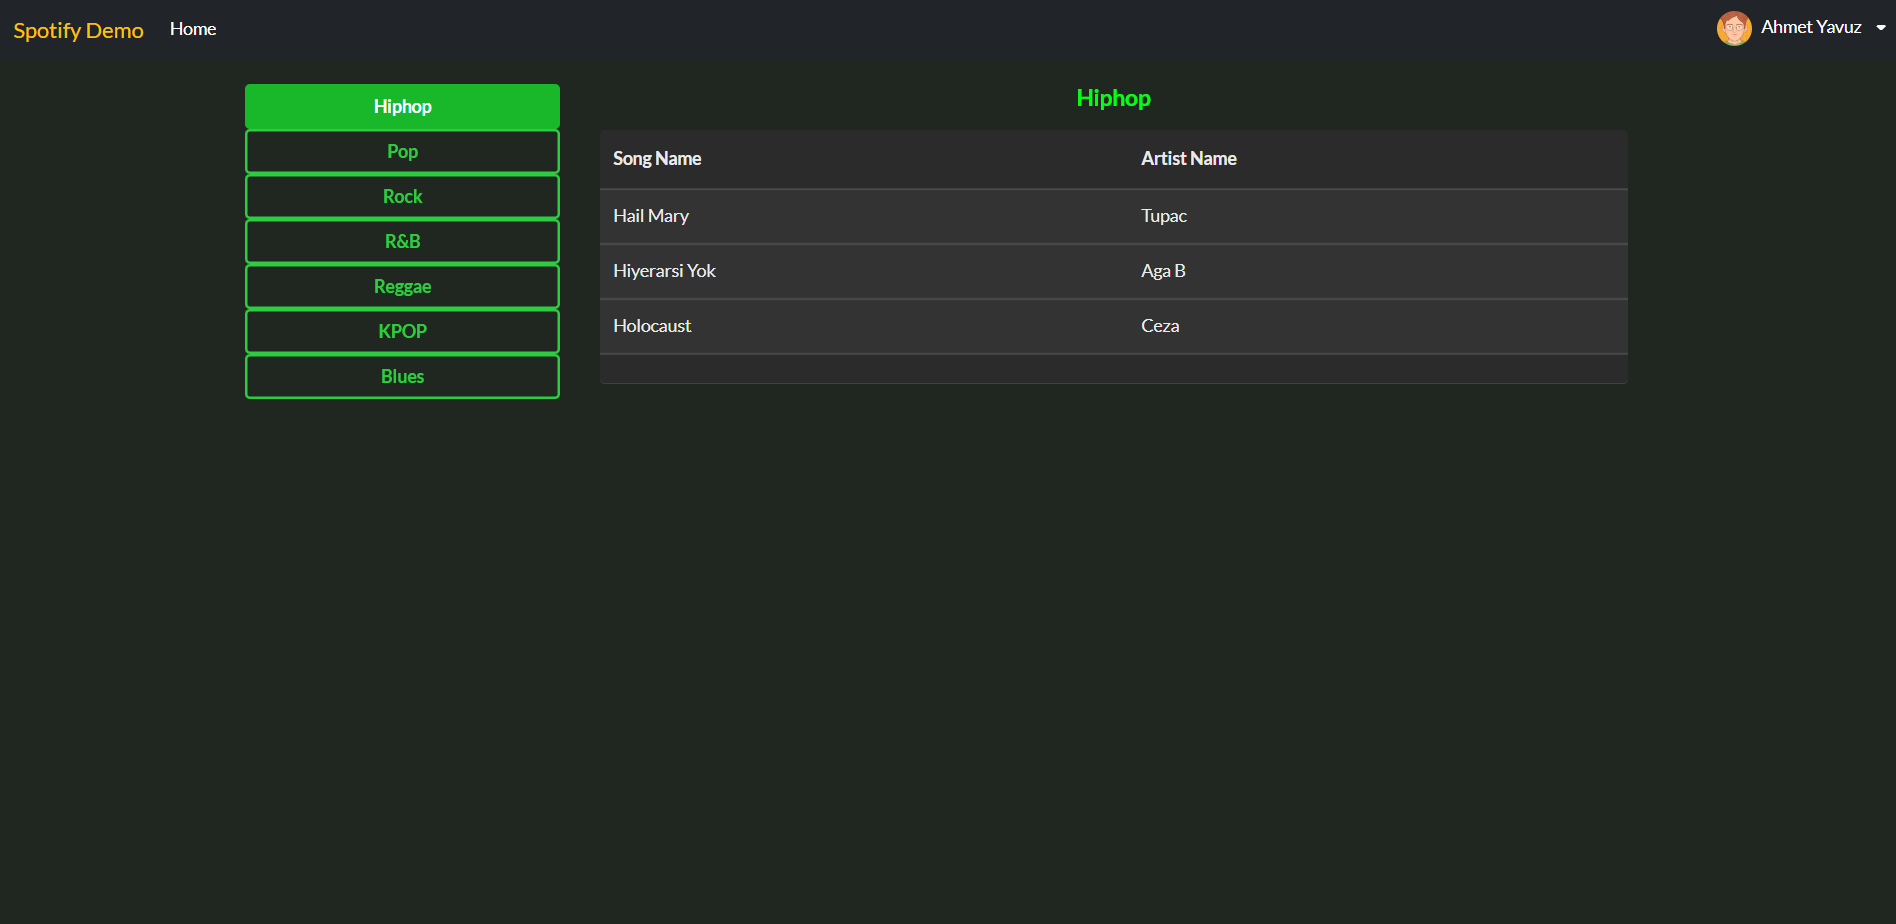 Spotify Demo Home Ahmet Yavuz
Hiphop
Pop
Rock
R&B
Reggae
KPOP
Blues
Hiphop
Song Name Artist Name
Hail Mary Tupac
Hiyerarsi Yok Aga B
Holocaust Ceza